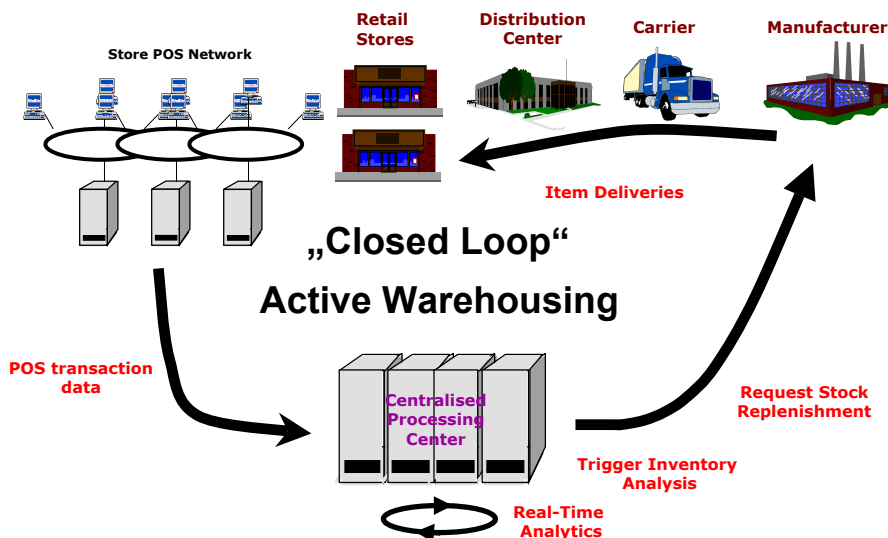 Retail
Stores
Distribution
Center
Carrier
Manufacturer
Store POS Network
Item Deliveries
„Closed Loop“
Active Warehousing
POS transaction
data
Centralised
Processing
Center
Request Stock
Replenishment
Trigger Inventory
Analysis
Real-Time
Analytics